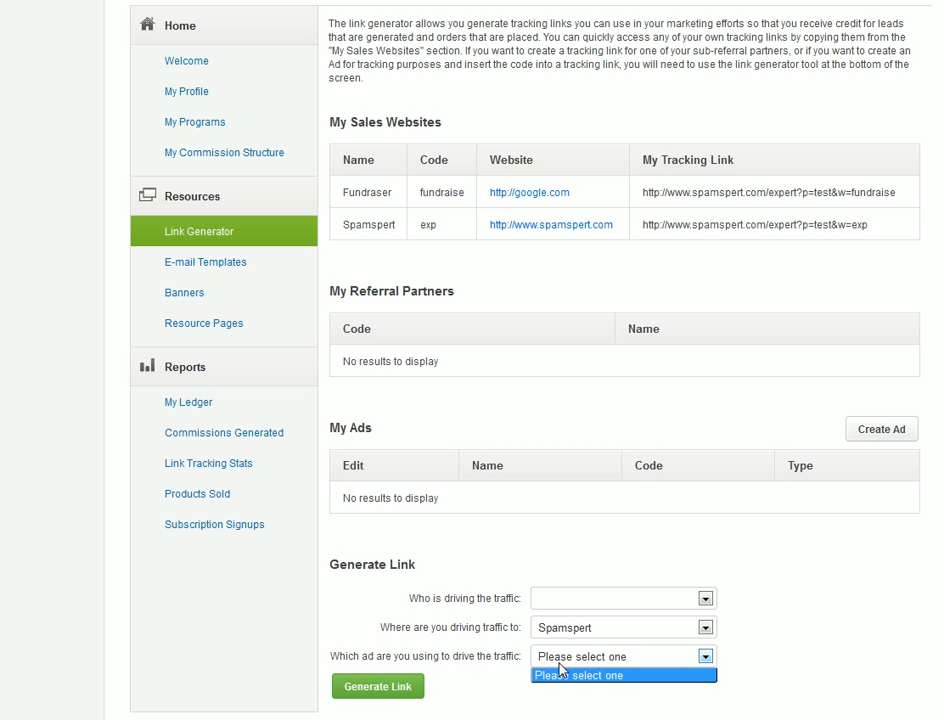 Home
Welcome
My Profile
My Programs
My Commission Structure
Resources
Link Generator
E-mail Templates
Banners
Resource Pages
Reports
My Ledger
Commissions Generated
Link Tracking Stats
Products Sold
Subscription Signups
The link generator allows you generate tracking links you can use in your marketing efforts so that you receive credit for leads
that are generated and orders that are placed. You can quickly access any of your own tracking links by copying them from the
"My Sales Websites" section. If you want to create a tracking link for one of your sub-referral partners, or if you want to create an
Ad for tracking purposes and insert the code into a tracking link, you will need to use the link generator tool at the bottom of the
screen.
My Sales Websites
Name Code Website My Tracking Link
Fundraser fundraise http://google.com http://www.spamspert.com/expert?p=test&w=fundraise
Spamspert exp http://www.spamspert.com http://www.spamspert.com/expert?p=test&w=exp
My Referral Partners
Code Name
No results to display
My Ads Create Ad
Edit Name Code Type
No results to display
Generate Link
Who is driving the traffic:
Where are you driving traffic to: Spamspert
Which ad are you using to drive the traffic: Please select one
Please select one
Generate Link